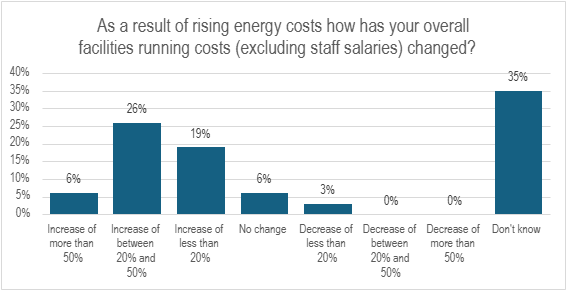 As a result of rising energy costs how has your overall
facilities running costs (excluding staff salaries) changed?
40%
35%
30%
25%
20%
15%
10%
5%
0%
6%
26%
19%
6%
3%
0%
0%
35%
Increase of
more than
50%
Increase of
between
20% and
50%
Increase of
less than
20%
No change
Decrease of
less than
20%
Decrease of
between
20% and
50%
Decrease of
more than
50%
Don't know